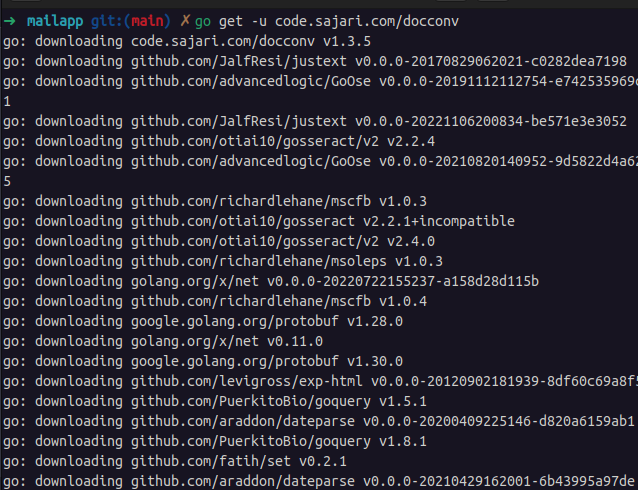 ➜ mailapp git:(main) ✗ go get -u code.sajari.com/docconv
go: downloading code.sajari.com/docconv v1.3.5
go: downloading github.com/JalfResi/justext v0.0.0-20170829062021-c0282dea7198
go: downloading github.com/advancedlogic/GoOse v0.0.0-20191112112754-e742535969c
1
go: downloading github.com/JalfResi/justext v0.0.0-20221106200834-be571e3e3052
go: downloading github.com/otiai10/gosseract/v2 v2.2.4
go: downloading github.com/advancedlogic/GoOse v0.0.0-20210820140952-9d5822d4a62
5
go: downloading github.com/richardlehane/mscfb v1.0.3
go: downloading github.com/otiai10/gosseract v2.2.1+incompatible
go: downloading github.com/otiai10/gosseract/v2 v2.4.0
go: downloading github.com/richardlehane/msoleps v1.0.3
go: downloading golang.org/x/net v0.0.0-20220722155237-a158d28d115b
go: downloading github.com/richardlehane/mscfb v1.0.4
go: downloading google.golang.org/protobuf v1.28.0
go: downloading golang.org/x/net v0.11.0
go: downloading google.golang.org/protobuf v1.30.0
go: downloading github.com/levigross/exp-html v0.0.0-20120902181939-8df60c69a8f5
go: downloading github.com/PuerkitoBio/goquery v1.5.1
go: downloading github.com/araddon/dateparse v0.0.0-20200409225146-d820a6159ab1
go: downloading github.com/PuerkitoBio/goquery v1.8.1
go: downloading github.com/fatih/set v0.2.1
go: downloading github.com/araddon/dateparse v0.0.0-20210429162001-6b43995a97de